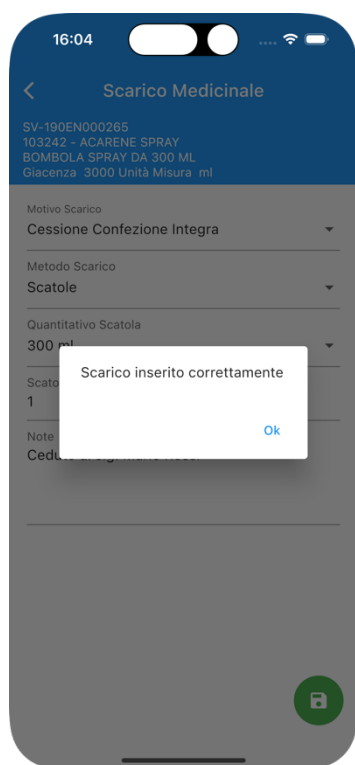 16:04
Scarico Medicinale
SV-190EN000265
103242 - ACARENE SPRAY
BOMBOLA SPRAY DA 300 ML
Giacenza 3000 Unità Misura ml
Motivo Scarico
Cessione Confezione Integra
Metodo Scarico
Scatole
Quantitativo Scatola
300 ml
Scarico inserito correttamente
1
Ok
Note